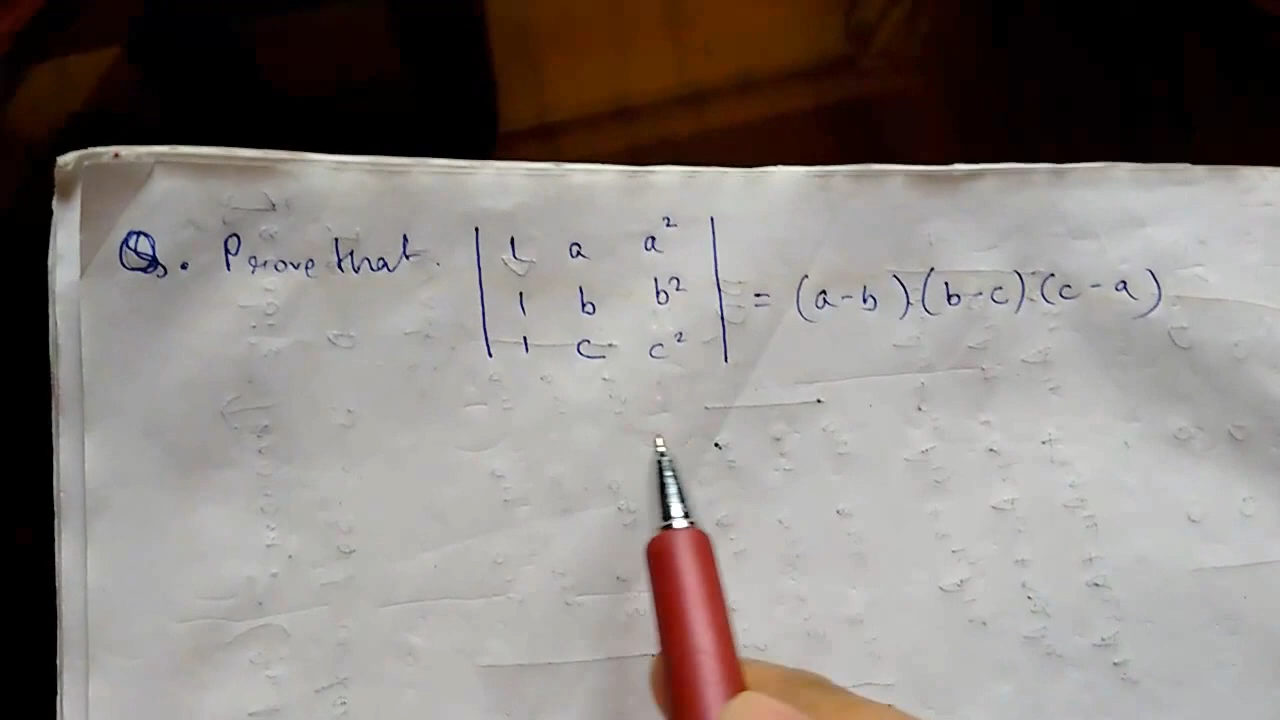 Q. Prove that. | 1 a a² |
| 1 b b² | = (a-b).(b-c).(c-a)
| 1 c c² |